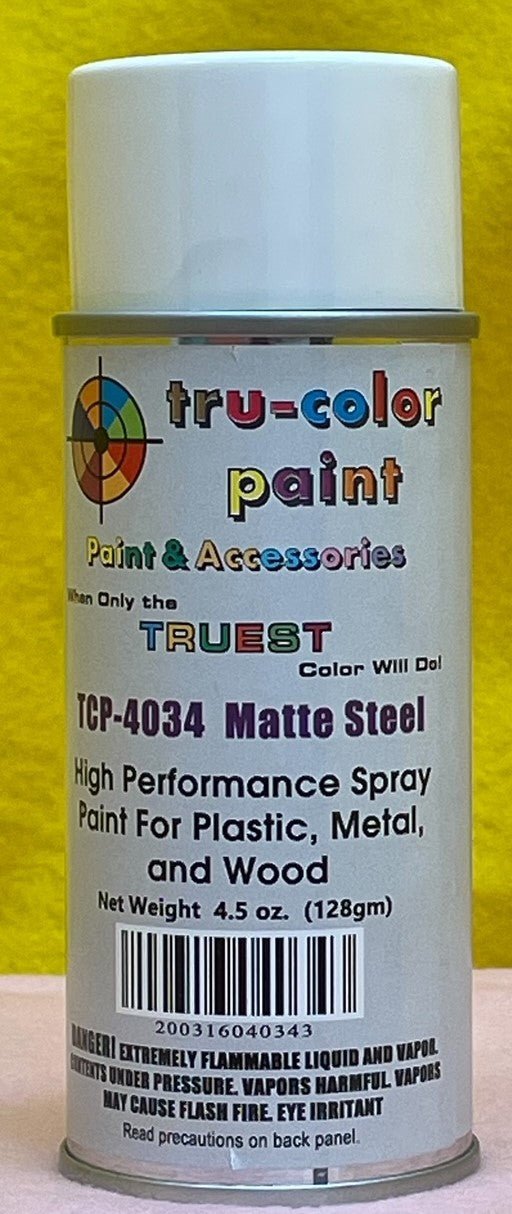 tru-color
paint
Paint & Accessories
When Only the
TRUEST
Color Will Do!
TCP-4034 Matte Steel
High Performance Spray
Paint For Plastic, Metal,
and Wood
Net Weight 4.5 oz. (128gm)
200316040343
DANGER! EXTREMELY FLAMMABLE LIQUID AND VAPOR.
CONTENTS UNDER PRESSURE. VAPORS HARMFUL. VAPORS
MAY CAUSE FLASH FIRE. EYE IRRITANT
Read precautions on back panel.